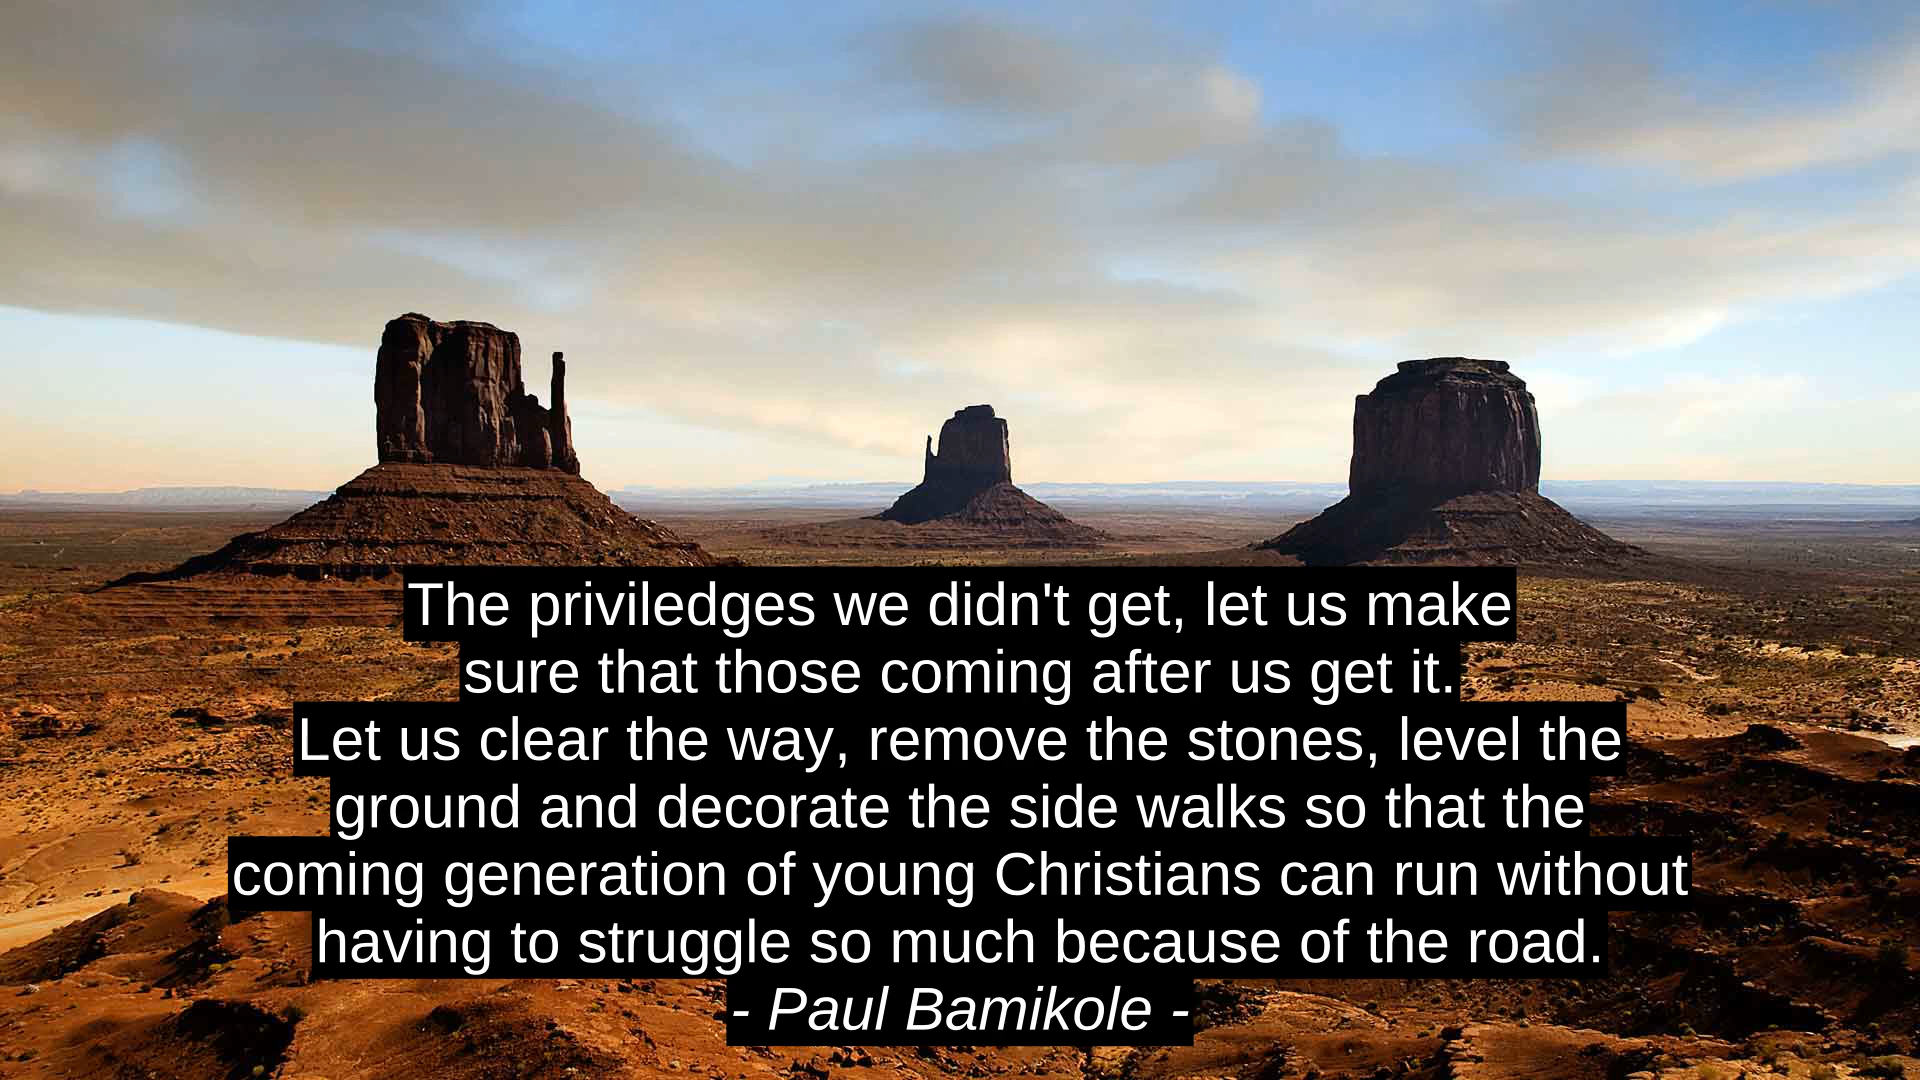 The priviledges we didn't get, let us make
sure that those coming after us get it.
Let us clear the way, remove the stones, level the
ground and decorate the side walks so that the
coming generation of young Christians can run without
having to struggle so much because of the road.
- Paul Bamikole -